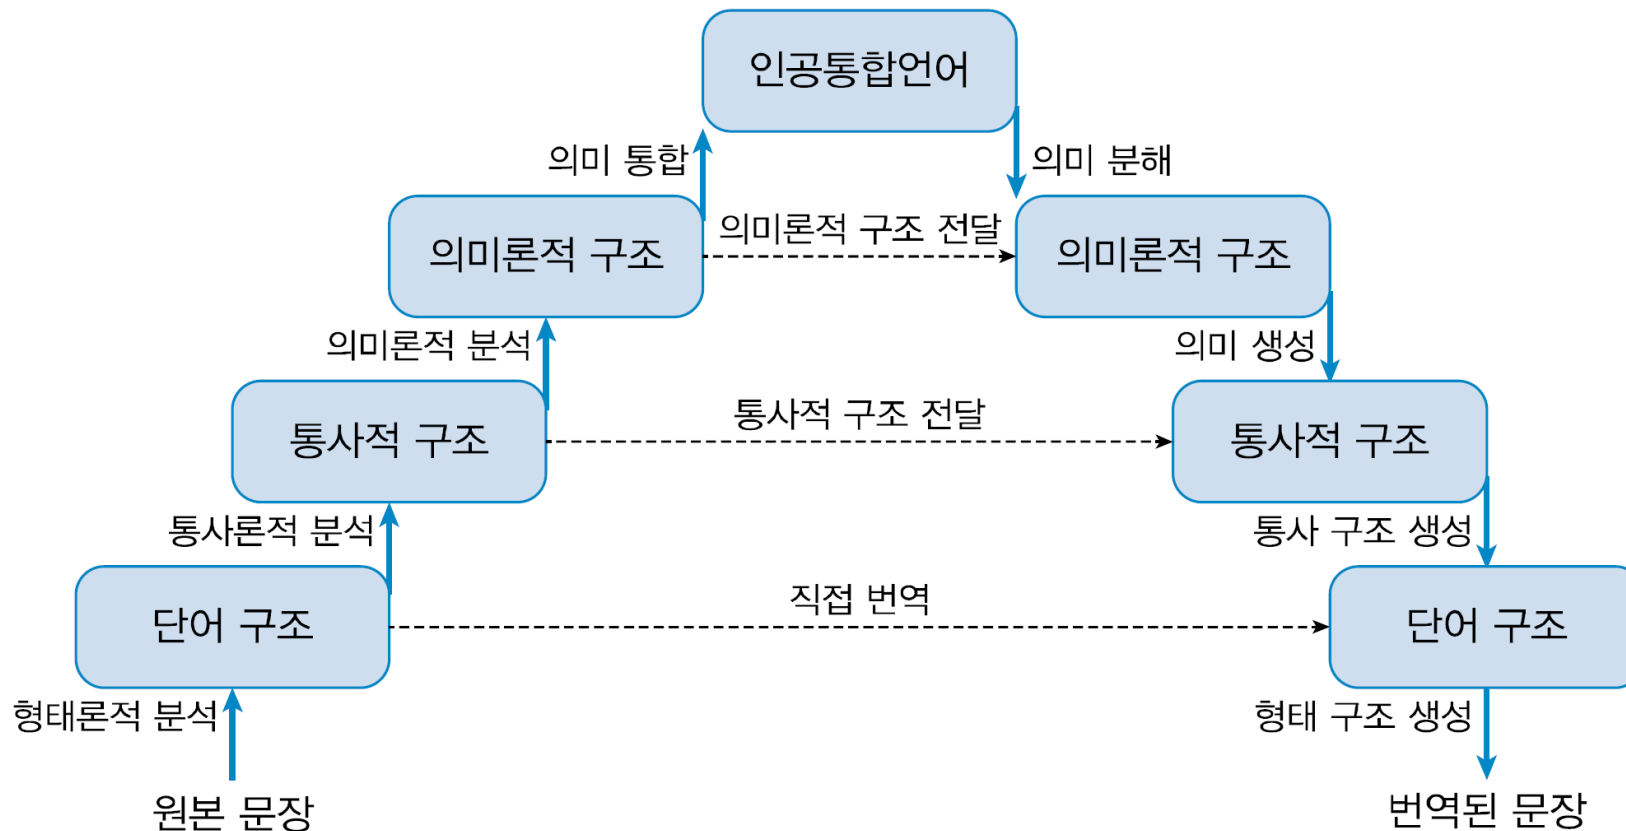 인공통합언어
의미 통합
의미 분해
의미론적 구조
의미론적 구조 전달
의미론적 구조
의미론적 분석
의미 생성
통사적 구조
통사적 구조 전달
통사적 구조
통사론적 분석
통사 구조 생성
단어 구조
직접 번역
단어 구조
형태론적 분석
형태 구조 생성
원본 문장
번역된 문장